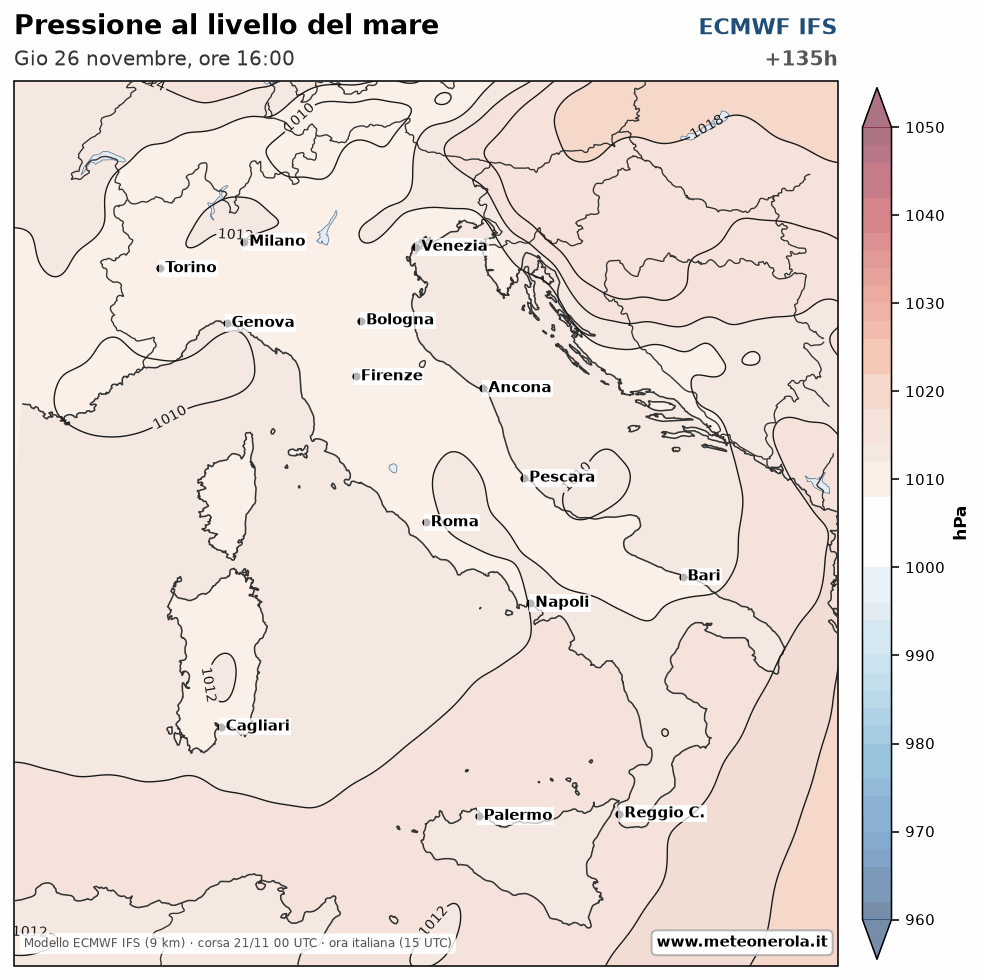 Pressione al livello del mare
ECMWF IFS
Gio 26 novembre, ore 16:00
+135h
1010
1018
1012
Milano
Venezia
Torino
Genova
Bologna
Firenze
Ancona
1010
Pescara
Roma
Bari
Napoli
1012
Cagliari
Palermo
Reggio C.
1012
1012
Modello ECMWF IFS (9 km) · corsa 21/11 00 UTC · ora italiana (15 UTC)
www.meteonerola.it
1050
1040
1030
1020
1010
1000
990
980
970
960
hPa